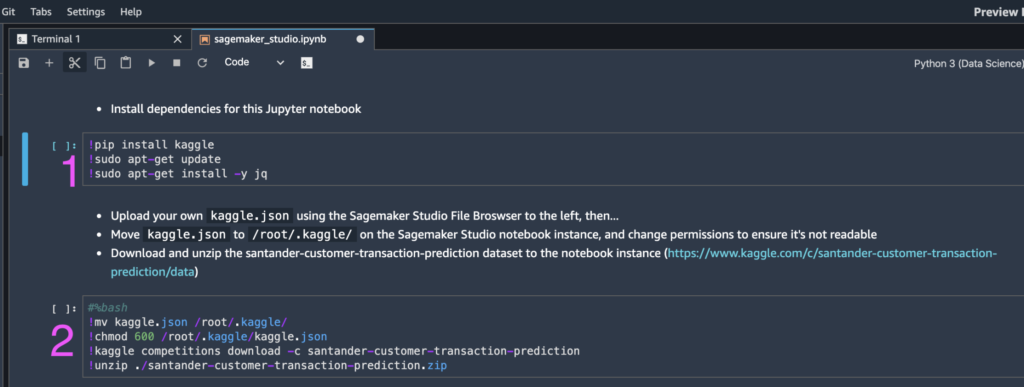 Git Tabs Settings Help Preview
Terminal 1 sagemaker_studio.ipynb
Code Python 3 (Data Science)
• Install dependencies for this Jupyter notebook
[ ]: !pip install kaggle
!sudo apt-get update
1 !sudo apt-get install -y jq
• Upload your own kaggle.json using the Sagemaker Studio File Broswser to the left, then...
• Move kaggle.json to /root/.kaggle/ on the Sagemaker Studio notebook instance, and change permissions to ensure it's not readable
• Download and unzip the santander-customer-transaction-prediction dataset to the notebook instance (https://www.kaggle.com/c/santander-customer-transaction-
prediction/data)
[ ]: #%bash
!mv kaggle.json /root/.kaggle/
2 !chmod 600 /root/.kaggle/kaggle.json
!kaggle competitions download -c santander-customer-transaction-prediction
!unzip ./santander-customer-transaction-prediction.zip